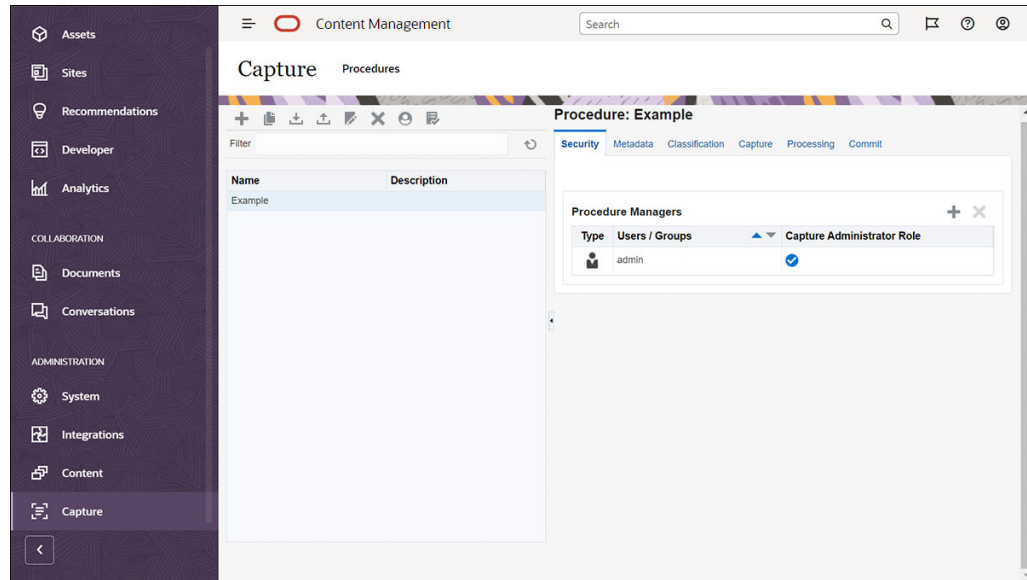 Assets
Sites
Recommendations
Developer
Analytics
COLLABORATION
Documents
Conversations
ADMINISTRATION
System
Integrations
Content
Capture
Content Management
Search
Capture Procedures
Filter
Name Description
Example
Procedure: Example
Security Metadata Classification Capture Processing Commit
Procedure Managers
Type Users / Groups Capture Administrator Role
admin